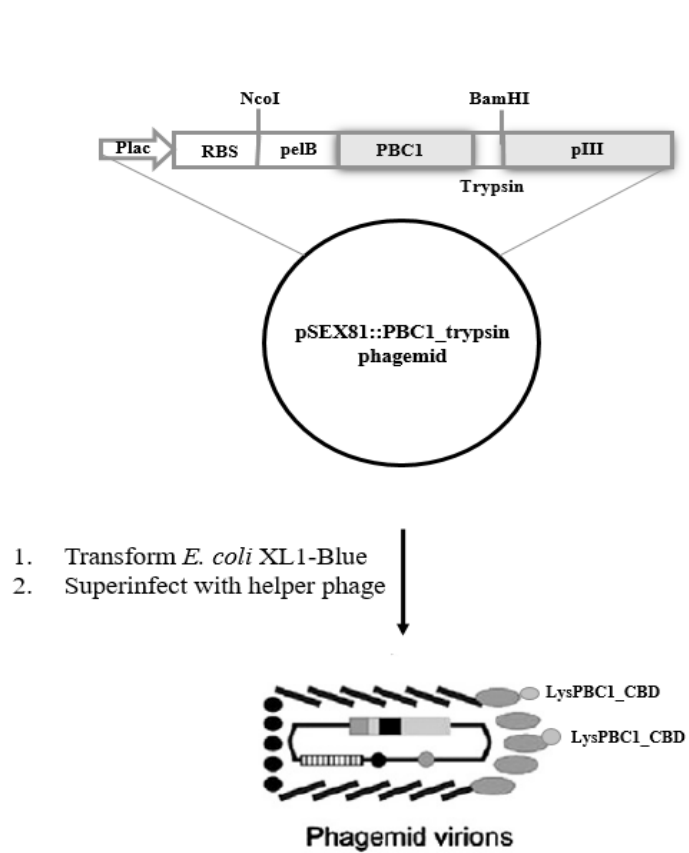 NcoI BamHI
Plac RBS pelB PBC1 pIII
Trypsin
pSEX81::PBC1_trypsin
phagemid
1. Transform E. coli XL1-Blue
2. Superinfect with helper phage
LysPBC1_CBD
LysPBC1_CBD
Phagemid virions